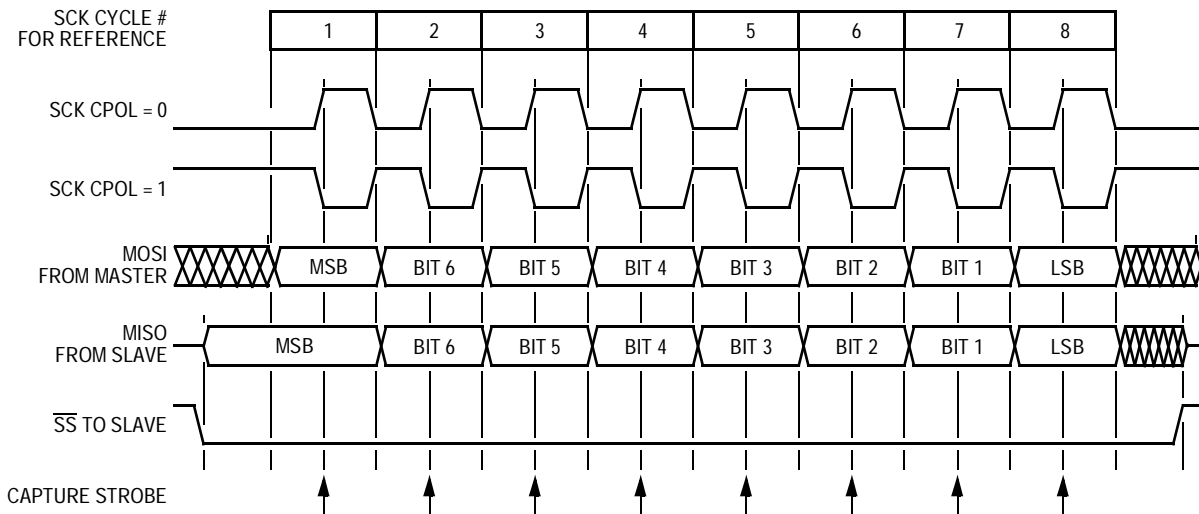 SCK CYCLE #
FOR REFERENCE
1 2 3 4 5 6 7 8
SCK CPOL = 0
SCK CPOL = 1
MOSI
FROM MASTER
MSB BIT 6 BIT 5 BIT 4 BIT 3 BIT 2 BIT 1 LSB
MISO
FROM SLAVE
MSB BIT 6 BIT 5 BIT 4 BIT 3 BIT 2 BIT 1 LSB
SS TO SLAVE
CAPTURE STROBE